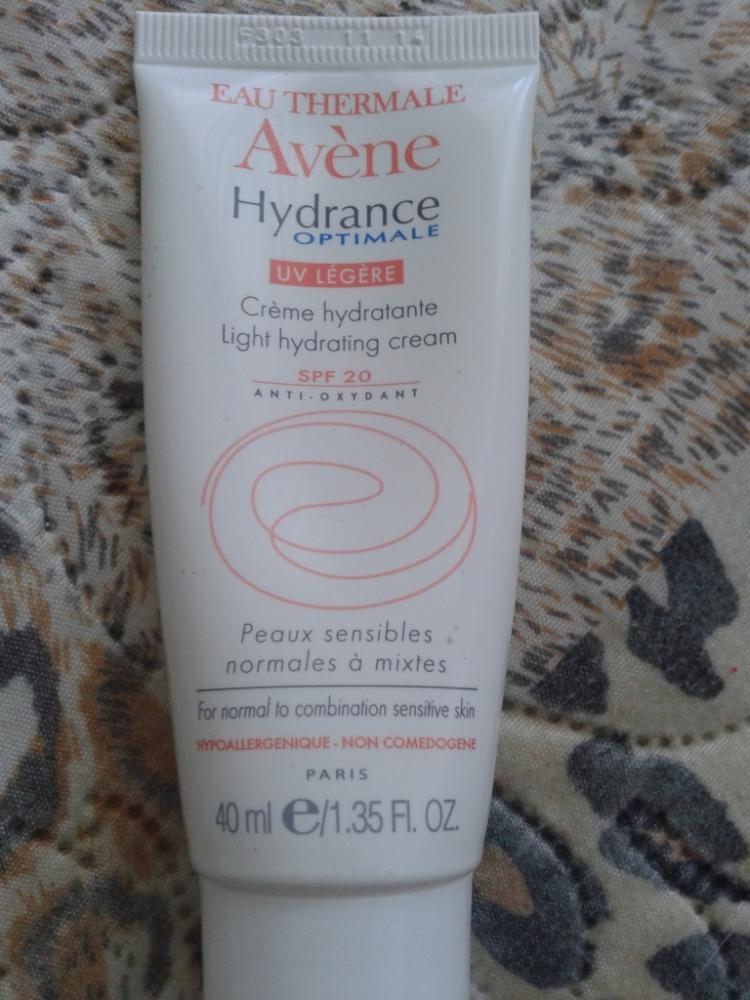 F303 11 14
EAU THERMALE
Avène
Hydrance
OPTIMALE
UV LÉGÈRE
Crème hydratante
Light hydrating cream
SPF 20
ANTI-OXYDANT
Peaux sensibles
normales à mixtes
For normal to combination sensitive skin
HYPOALLERGENIQUE - NON COMEDOGENE
PARIS
40 ml e/1.35 Fl. OZ.